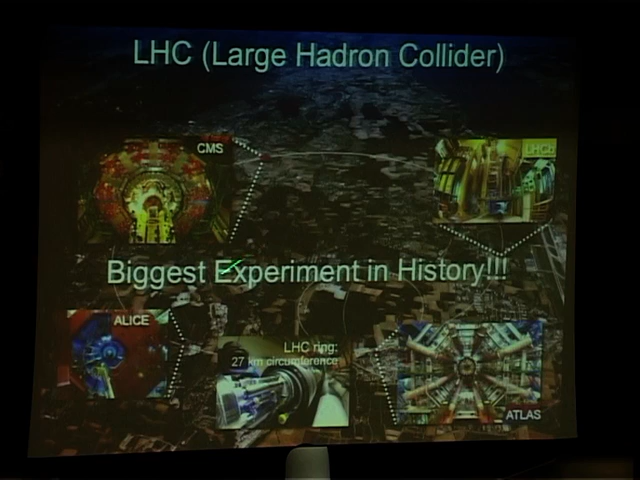 LHC (Large Hadron Collider)
CMS
LHCb
Biggest Experiment in History!!!
ALICE
LHC ring:
27 km circumference
ATLAS